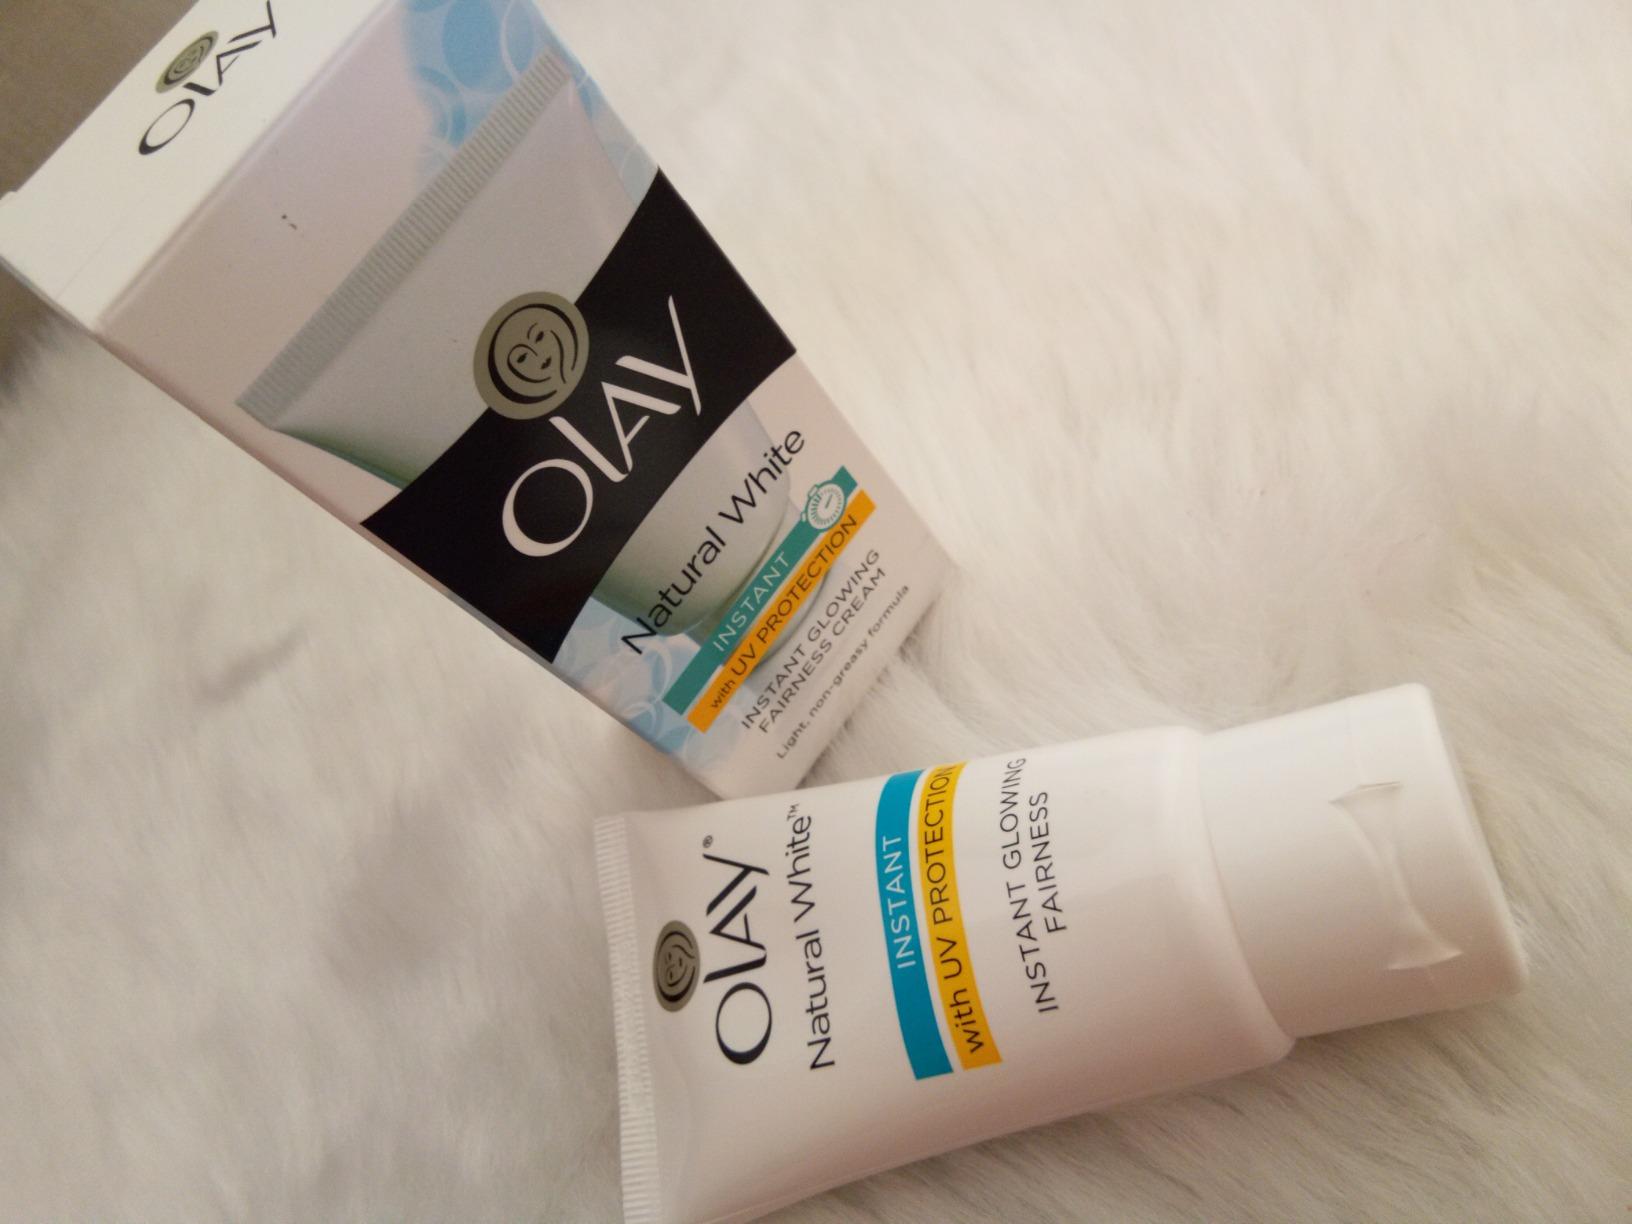 OLAY
OLAY
Natural White
INSTANT
with UV PROTECTION
INSTANT GLOWING
FAIRNESS CREAM
Light, non-greasy formula
OLAY®
Natural White™
INSTANT
with UV PROTECTION
INSTANT GLOWING
FAIRNESS